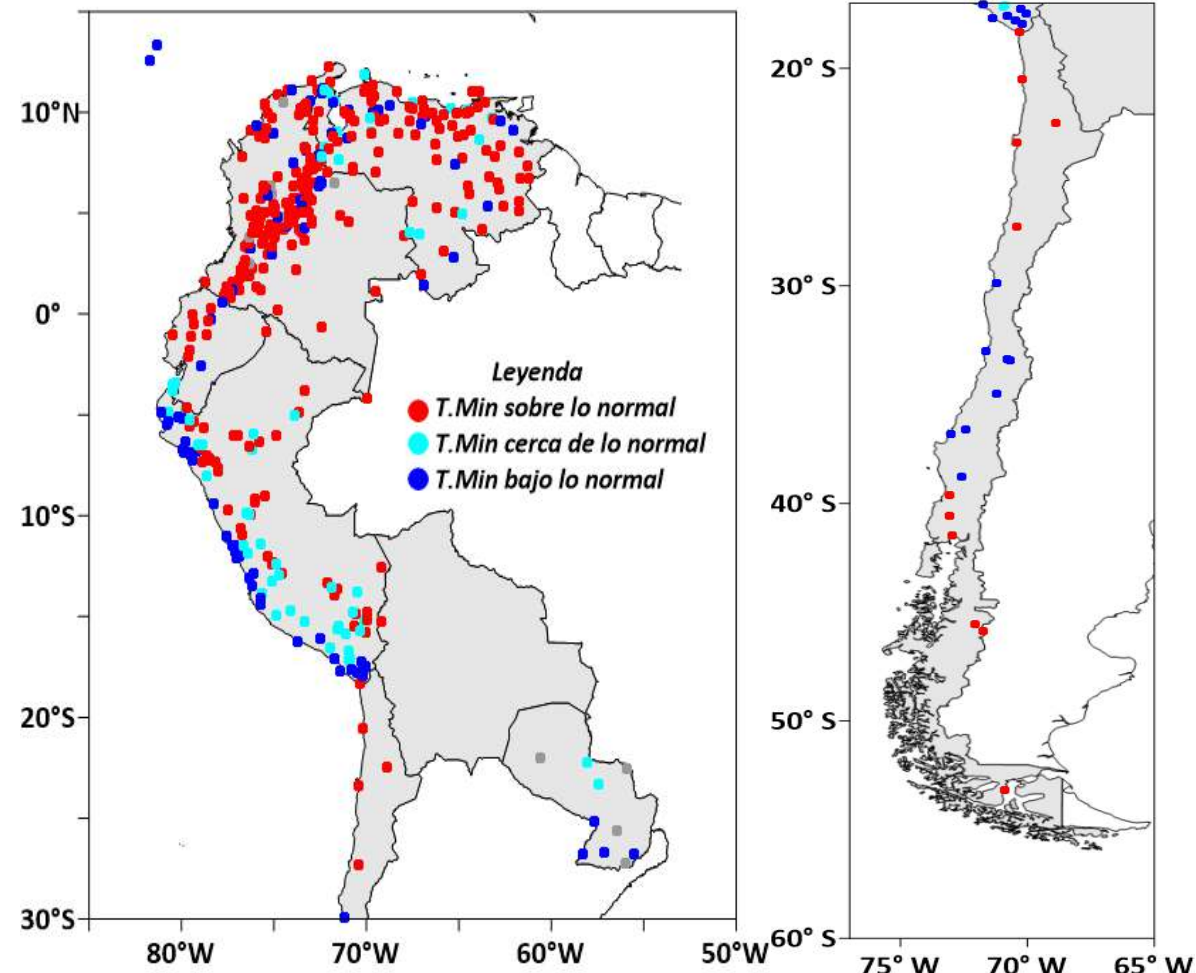 10°N
0°
10°S
20°S
30°S
80°W
70°W
60°W
50°W
Leyenda
T.Min sobre lo normal
T.Min cerca de lo normal
T.Min bajo lo normal
20° S
30° S
40° S
50° S
60° S
75° W
70° W
65° W